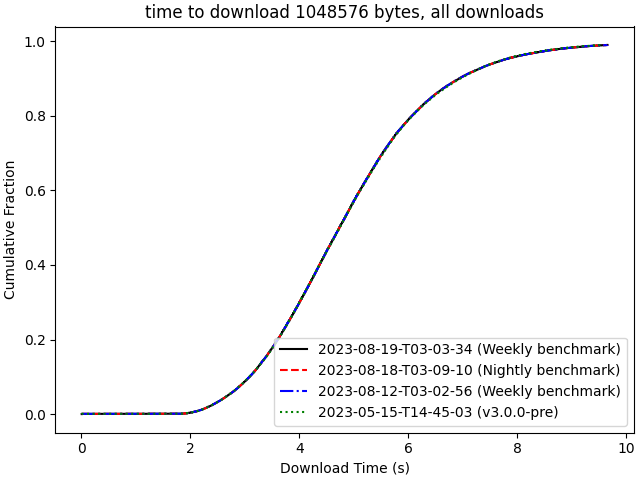 time to download 1048576 bytes, all downloads
1.0
0.8
0.6
0.4
0.2
0.0
Cumulative Fraction
2023-08-19-T03-03-34 (Weekly benchmark)
2023-08-18-T03-09-10 (Nightly benchmark)
2023-08-12-T03-02-56 (Weekly benchmark)
2023-05-15-T14-45-03 (v3.0.0-pre)
0 2 4 6 8 10
Download Time (s)